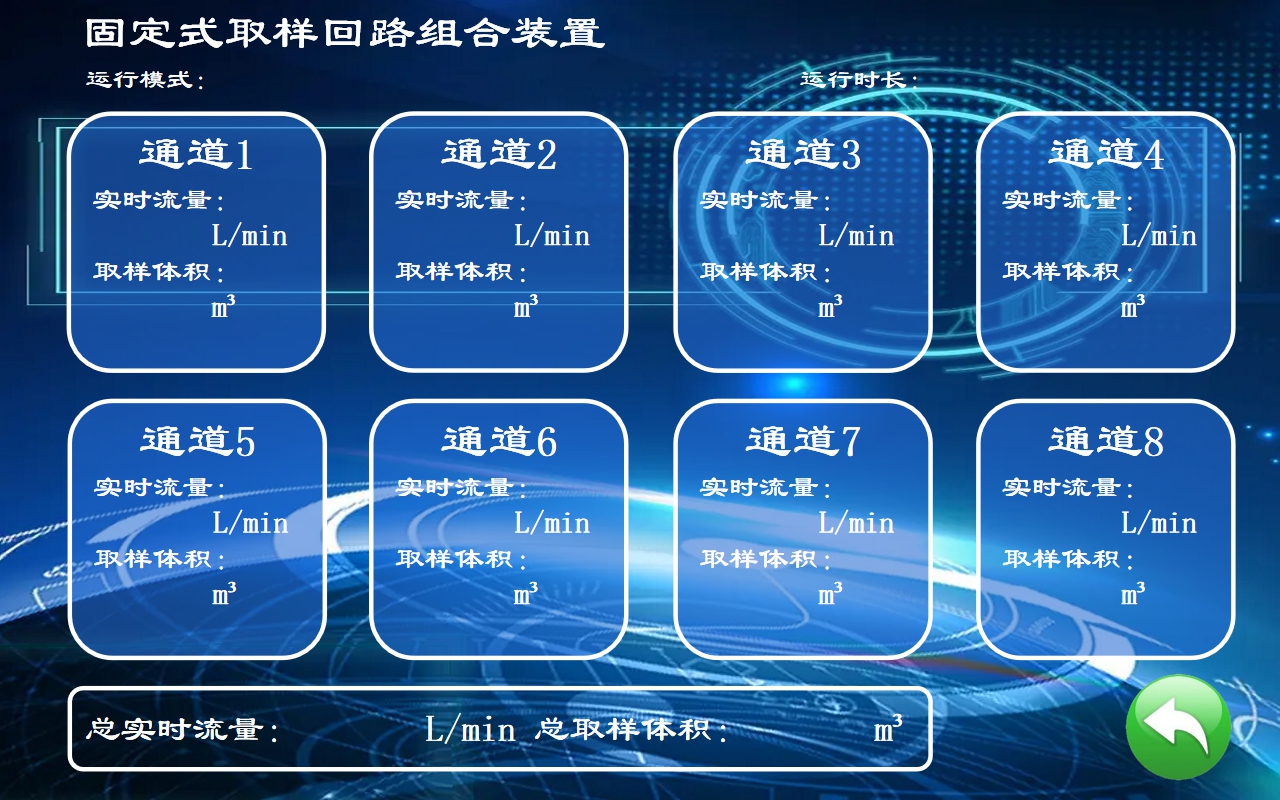 固定式取样回路组合装置
运行模式：
运行时长：
通道1
实时流量：
L/min
取样体积：
m³
通道2
实时流量：
L/min
取样体积：
m³
通道3
实时流量：
L/min
取样体积：
m³
通道4
实时流量：
L/min
取样体积：
m³
通道5
实时流量：
L/min
取样体积：
m³
通道6
实时流量：
L/min
取样体积：
m³
通道7
实时流量：
L/min
取样体积：
m³
通道8
实时流量：
L/min
取样体积：
m³
总实时流量： L/min 总取样体积： m³